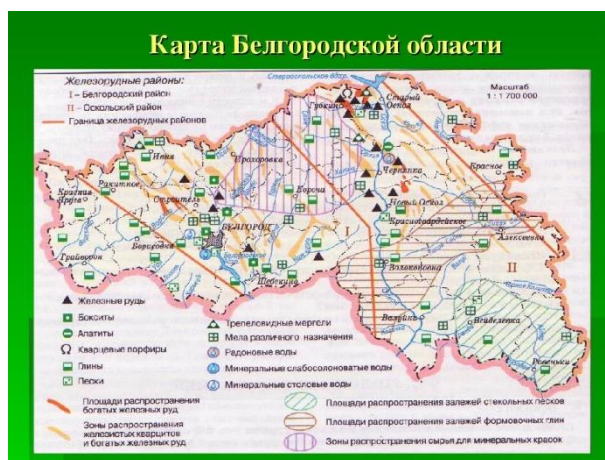 Карта Белгородской области
Железорудные районы:
I – Белгородский район
II – Оскольский район
Граница железорудных районов
Масштаб
1 : 1 700 000
Старооскольское вдхр.
Губкин
Старый
Оскол
Ивня
Прохоровка
Чернянка
Красное
Ракитное
Короча
Красная
Яруга
Строитель
Новый Оскол
БЕЛГОРОД
Красногвардейское
I
Алексеевка
Борисовка
Грайворон
Волоконовка
II
Шебекино
Валуйки
Вейделевка
Ровеньки
Железные руды
Бокситы
Апатиты
Кварцевые порфиры
Глины
Пески
Трепеловидные мергели
Мела различного назначения
Радоновые воды
Минеральные слабосолоноватые воды
Минеральные столовые воды
Площади распространения
богатых железных руд
Зоны распространения
железистых кварцитов
и богатых железных руд
Площади распространения залежей стекольных песков
Площади распространения залежей формовочных глин
Зоны распространения сырья для минеральных красок